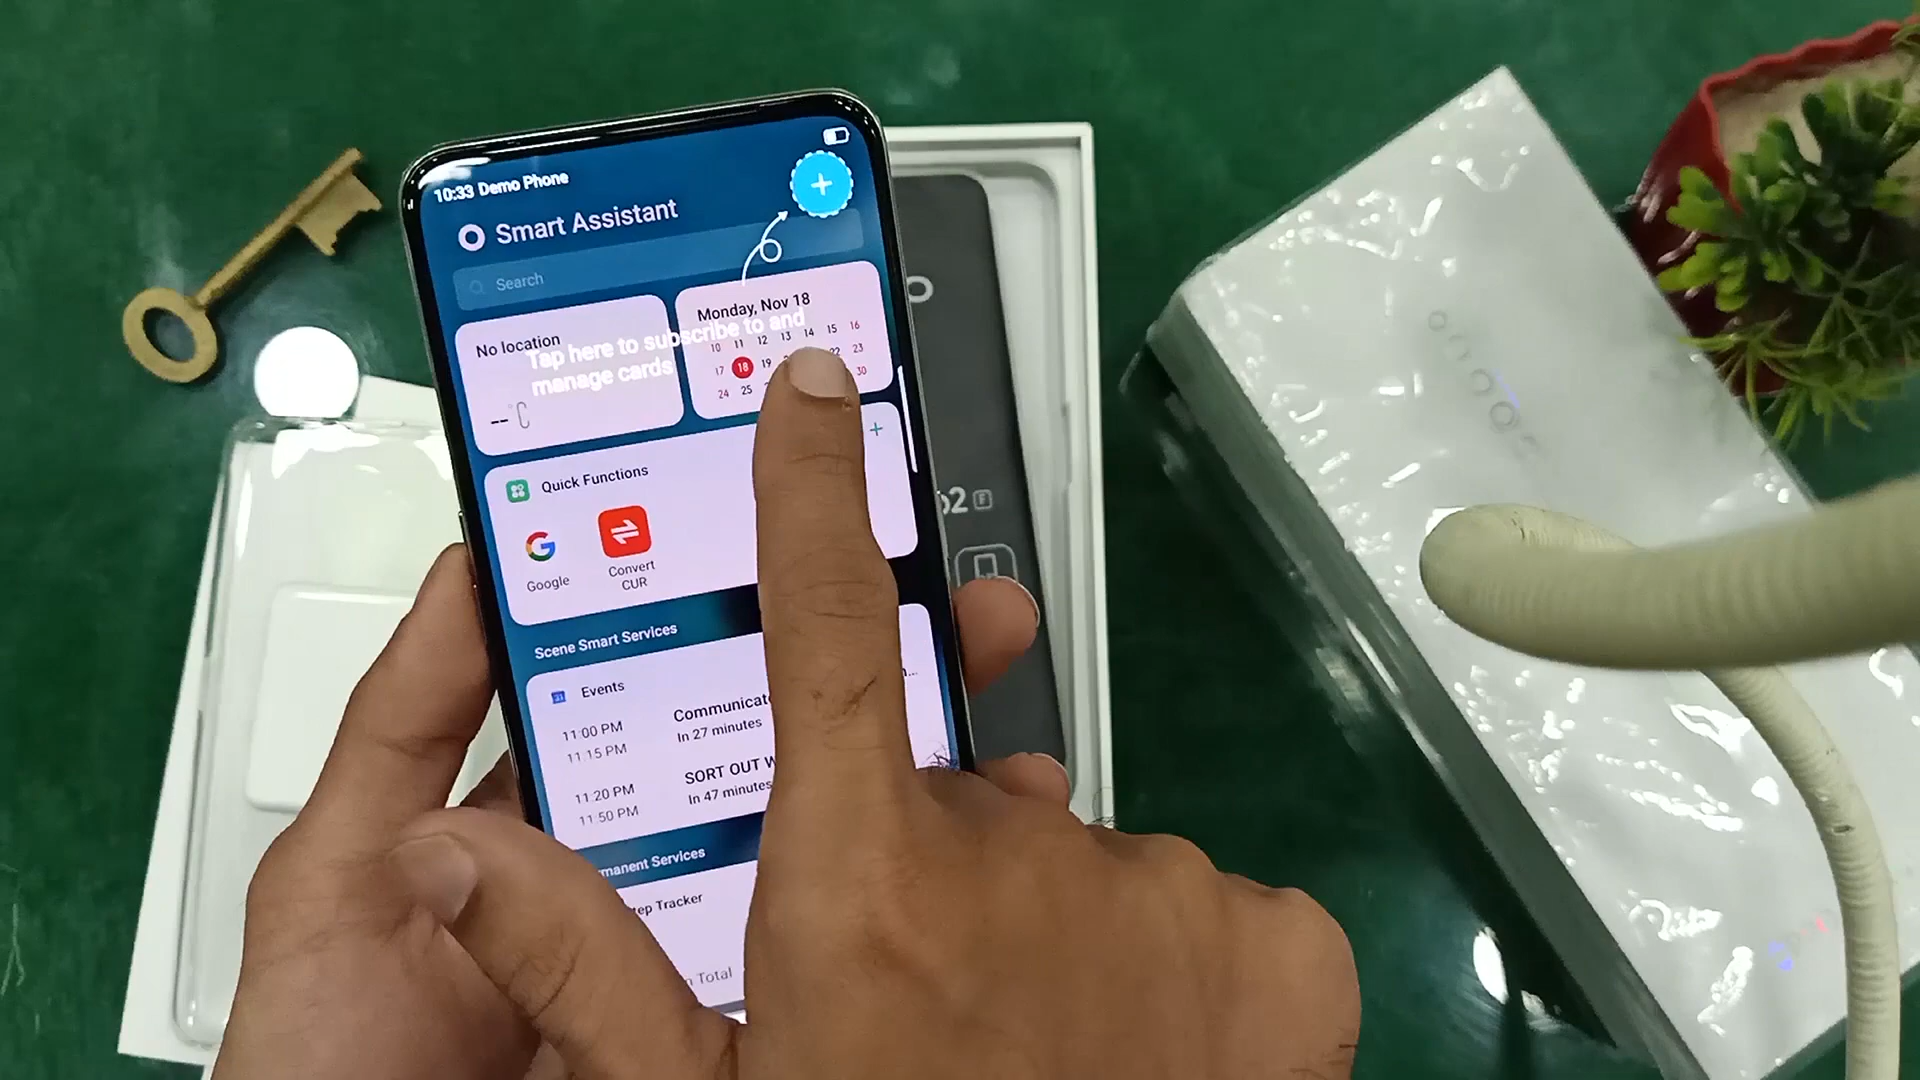 10:33 Demo Phone
Smart Assistant
Search
No location
--°C
Monday, Nov 18
10 11 12 13 14 15 16
17 18 19 22 23
24 25 30
Tap here to subscribe to and
manage cards
Quick Functions
Google
Convert
CUR
Scene Smart Services
Events
11:00 PM
11:15 PM
In 27 minutes
11:20 PM
11:50 PM
SORT OUT
In 47 minutes
Services
Tracker
Total